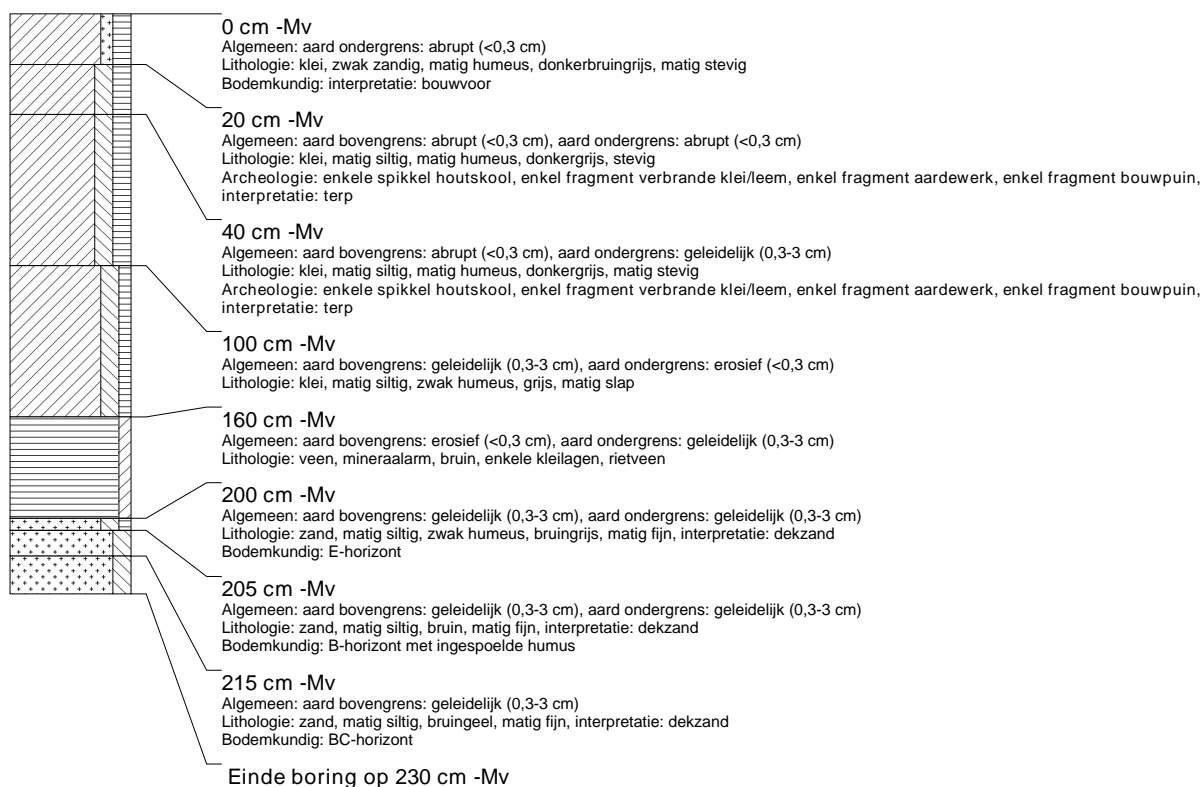 0 cm -Mv
Algemeen: aard ondergrens: abrupt (<0,3 cm)
Lithologie: klei, zwak zandig, matig humeus, donkerbruingrijs, matig stevig
Bodemkundig: interpretatie: bouwvoor
20 cm -Mv
Algemeen: aard bovengrens: abrupt (<0,3 cm), aard ondergrens: abrupt (<0,3 cm)
Lithologie: klei, matig siltig, matig humeus, donkergrijs, stevig
Archeologie: enkele spikkel houtskool, enkel fragment verbrande klei/leem, enkel fragment aardewerk, enkel fragment bouwpuin,
interpretatie: terp
40 cm -Mv
Algemeen: aard bovengrens: abrupt (<0,3 cm), aard ondergrens: geleidelijk (0,3-3 cm)
Lithologie: klei, matig siltig, matig humeus, donkergrijs, matig stevig
Archeologie: enkele spikkel houtskool, enkel fragment verbrande klei/leem, enkel fragment aardewerk, enkel fragment bouwpuin,
interpretatie: terp
100 cm -Mv
Algemeen: aard bovengrens: geleidelijk (0,3-3 cm), aard ondergrens: erosief (<0,3 cm)
Lithologie: klei, matig siltig, zwak humeus, grijs, matig slap
160 cm -Mv
Algemeen: aard bovengrens: erosief (<0,3 cm), aard ondergrens: geleidelijk (0,3-3 cm)
Lithologie: veen, mineraalarm, bruin, enkele kleilagen, rietveen
200 cm -Mv
Algemeen: aard bovengrens: geleidelijk (0,3-3 cm), aard ondergrens: geleidelijk (0,3-3 cm)
Lithologie: zand, matig siltig, zwak humeus, bruingrijs, matig fijn, interpretatie: dekzand
Bodemkundig: E-horizont
205 cm -Mv
Algemeen: aard bovengrens: geleidelijk (0,3-3 cm), aard ondergrens: geleidelijk (0,3-3 cm)
Lithologie: zand, matig siltig, bruin, matig fijn, interpretatie: dekzand
Bodemkundig: B-horizont met ingespoelde humus
215 cm -Mv
Algemeen: aard bovengrens: geleidelijk (0,3-3 cm)
Lithologie: zand, matig siltig, bruingeel, matig fijn, interpretatie: dekzand
Bodemkundig: BC-horizont
Einde boring op 230 cm -Mv